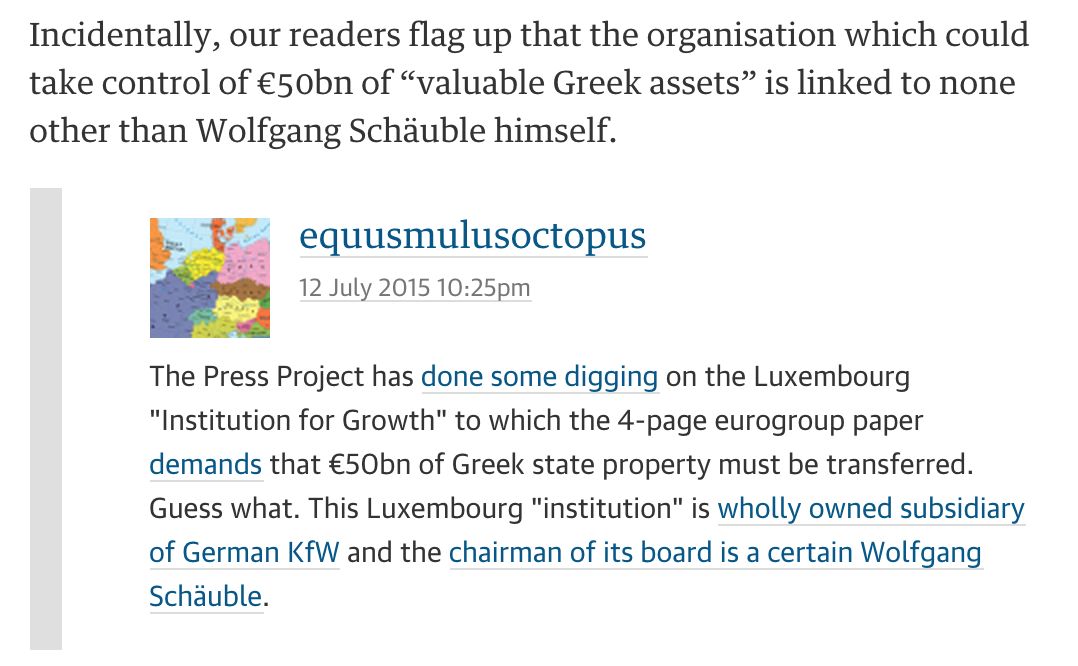 Incidentally, our readers flag up that the organisation which could
take control of €50bn of “valuable Greek assets” is linked to none
other than Wolfgang Schäuble himself.
equusmulusoctopus
12 July 2015 10:25pm
The Press Project has done some digging on the Luxembourg
"Institution for Growth" to which the 4-page eurogroup paper
demands that €50bn of Greek state property must be transferred.
Guess what. This Luxembourg "institution" is wholly owned subsidiary
of German KfW and the chairman of its board is a certain Wolfgang
Schäuble.